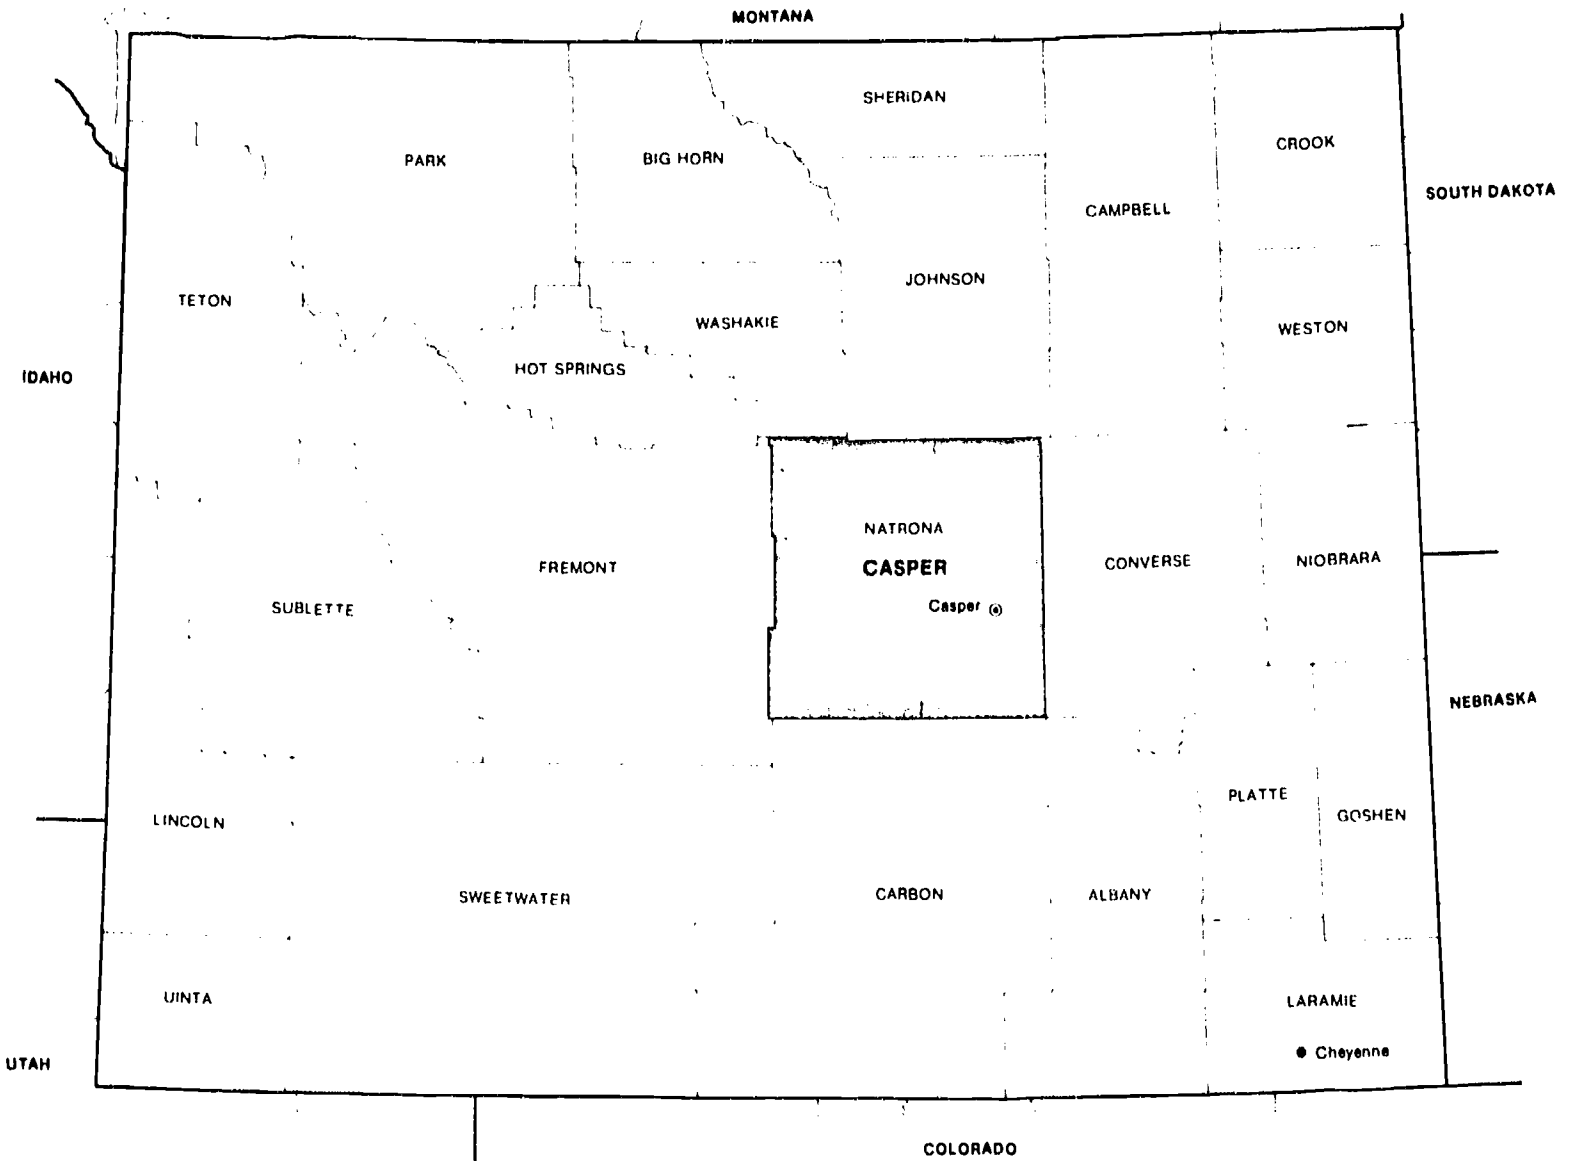 MONTANA
SHERIDAN
CROOK
PARK
BIG HORN
SOUTH DAKOTA
CAMPBELL
JOHNSON
TETON
WASHAKIE
WESTON
HOT SPRINGS
IDAHO
NATRONA
CASPER
Casper
FREMONT
CONVERSE
NIOBRARA
SUBLETTE
NEBRASKA
PLATTE
GOSHEN
LINCOLN
SWEETWATER
CARBON
ALBANY
UINTA
LARAMIE
Cheyenne
UTAH
COLORADO